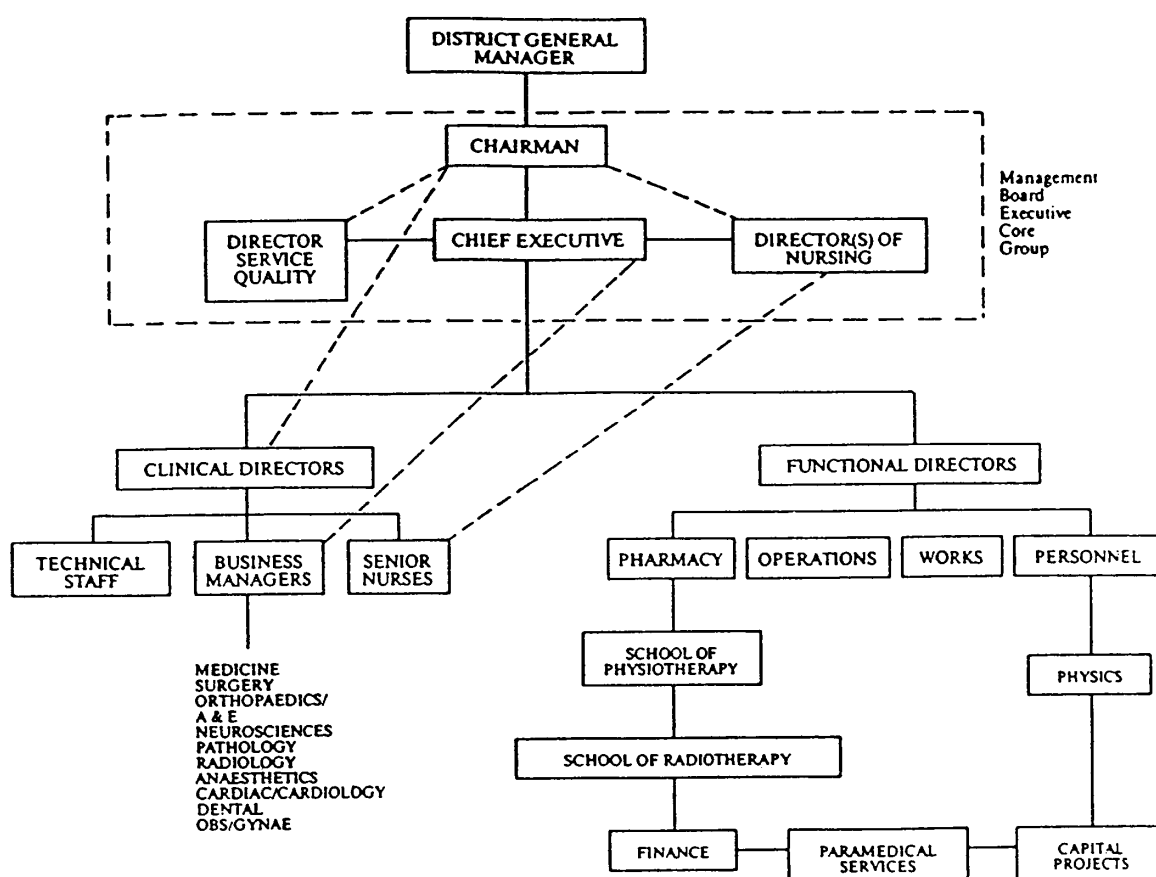 DISTRICT GENERAL
MANAGER
CHAIRMAN
Management
Board
Executive
Core
Group
DIRECTOR
SERVICE
QUALITY
CHIEF EXECUTIVE
DIRECTOR(S) OF
NURSING
CLINICAL DIRECTORS
FUNCTIONAL DIRECTORS
TECHNICAL
STAFF
BUSINESS
MANAGERS
SENIOR
NURSES
PHARMACY
OPERATIONS
WORKS
PERSONNEL
SCHOOL OF
PHYSIOTHERAPY
PHYSICS
MEDICINE
SURGERY
ORTHOPAEDICS/
A & E
NEUROSCIENCES
PATHOLOGY
RADIOLOGY
ANAESTHETICS
CARDIAC/CARDIOLOGY
DENTAL
OBS/GYNAE
SCHOOL OF RADIOTHERAPY
FINANCE
PARAMEDICAL
SERVICES
CAPITAL
PROJECTS